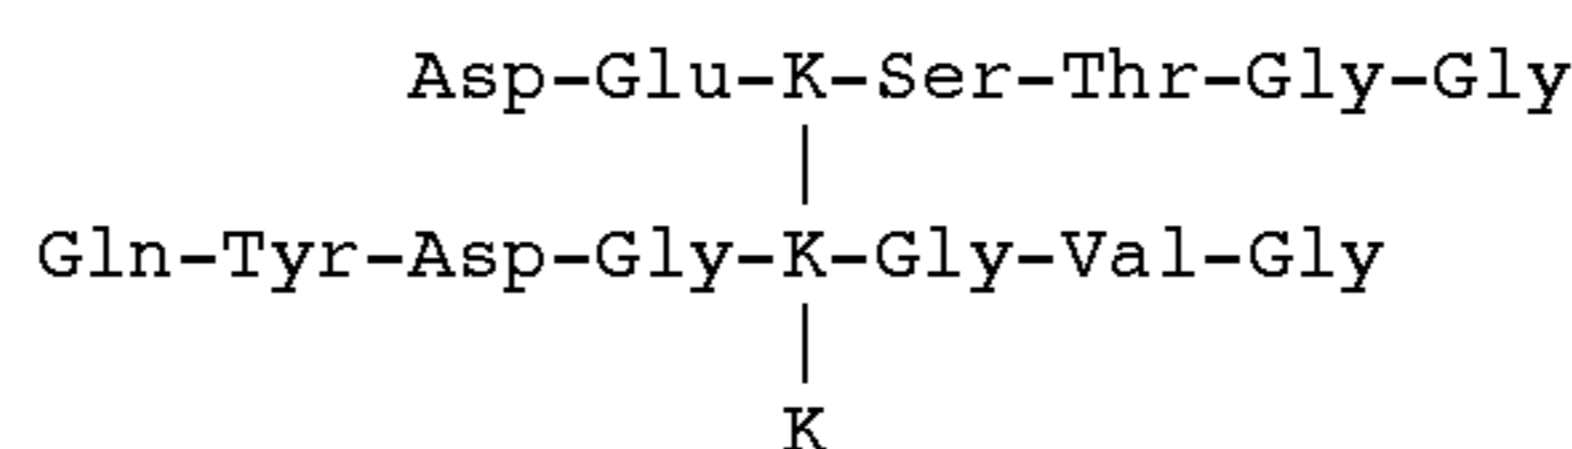 Asp-Glu-K-Ser-Thr-Gly-Gly
|
Gln-Tyr-Asp-Gly-K-Gly-Val-Gly
|
K